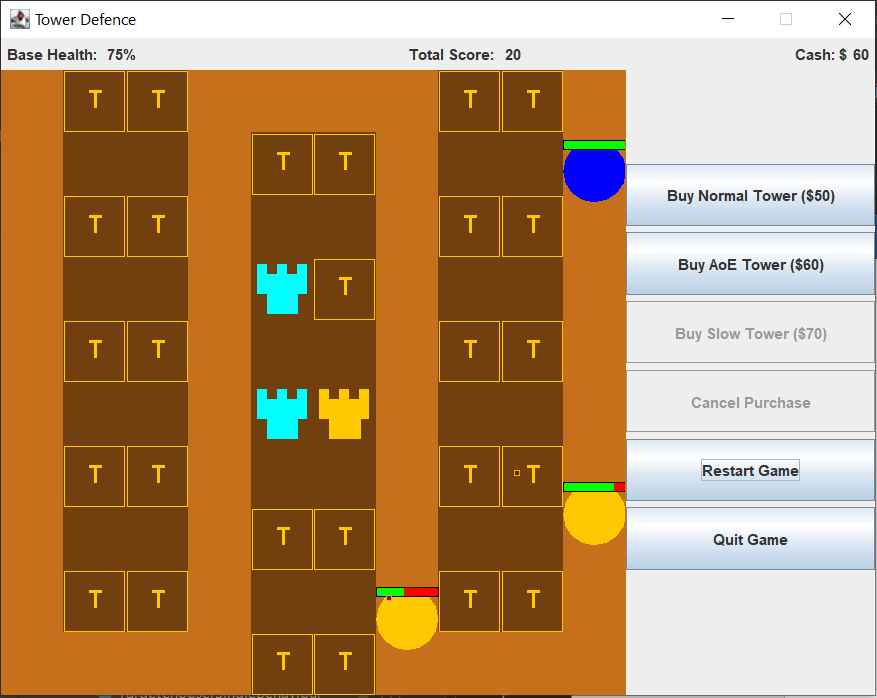 Tower Defence
Base Health: 75% Total Score: 20 Cash: $ 60
T T T T
T T
T T T T
T
T T T T
T T T T
T T
T T T T
T T
Buy Normal Tower ($50)
Buy AoE Tower ($60)
Buy Slow Tower ($70)
Cancel Purchase
Restart Game
Quit Game